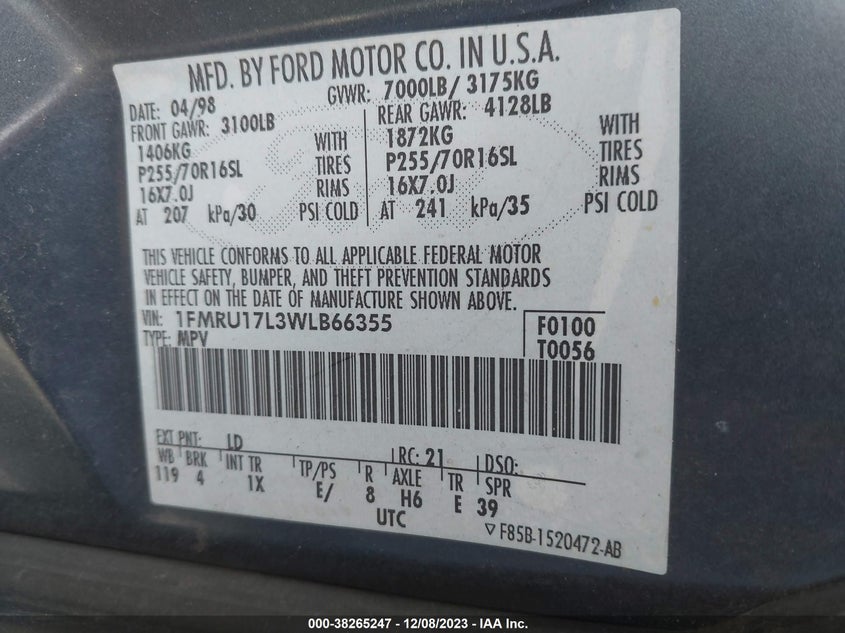 MFD. BY FORD MOTOR CO. IN U.S.A.
DATE: 04/98 GVWR: 7000LB/ 3175KG
FRONT GAWR: 3100LB REAR GAWR: 4128LB
1406KG WITH 1872KG WITH
P255/70R16SL TIRES P255/70R16SL TIRES
16X7.0J RIMS 16X7.0J RIMS
AT 207 kPa/30 PSI COLD AT 241 kPa/35 PSI COLD
THIS VEHICLE CONFORMS TO ALL APPLICABLE FEDERAL MOTOR
VEHICLE SAFETY, BUMPER, AND THEFT PREVENTION STANDARDS
IN EFFECT ON THE DATE OF MANUFACTURE SHOWN ABOVE.
VIN: 1FMRU17L3WLB66355 F0100
TYPE: MPV T0056
EXT PNT: LD RC: 21 DSO:
WB BRK INT TR TP/PS R AXLE TR SPR
119 4 1X E/ 8 H6 E 39
UTC ▽F85B-1520472-AB
000-38265247 - 12/08/2023 - IAA Inc.